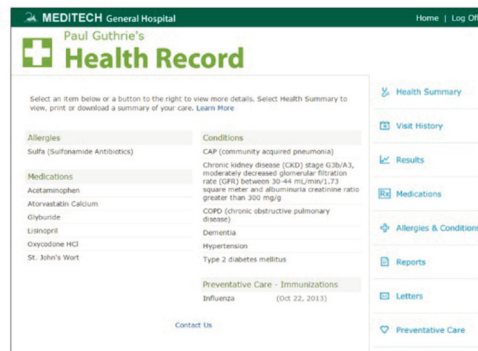 MEDITECH General Hospital
Home | Log Off
Paul Guthrie's
Health Record
Select an item below or a button to the right to view more details. Select Health Summary to
view, print or download a summary of your care. Learn More
Allergies
Sulfa (Sulfonamide Antibiotics)
Medications
Acetaminophen
Atorvastatin Calcium
Glyburide
Lisinopril
Oxycodone HCl
St. John's Wort
Conditions
CAP (community acquired pneumonia)
Chronic kidney disease (CKD) stage G3b/A3,
moderately decreased glomerular filtration
rate (GFR) between 30-44 mL/min/1.73
square meter and albuminuria creatinine ratio
greater than 300 mg/g
COPD (chronic obstructive pulmonary
disease)
Dementia
Hypertension
Type 2 diabetes mellitus
Preventative Care - Immunizations
Influenza (Oct 22, 2013)
Contact Us
Health Summary
Visit History
Results
Rx Medications
Allergies & Conditions
Reports
Letters
Preventative Care